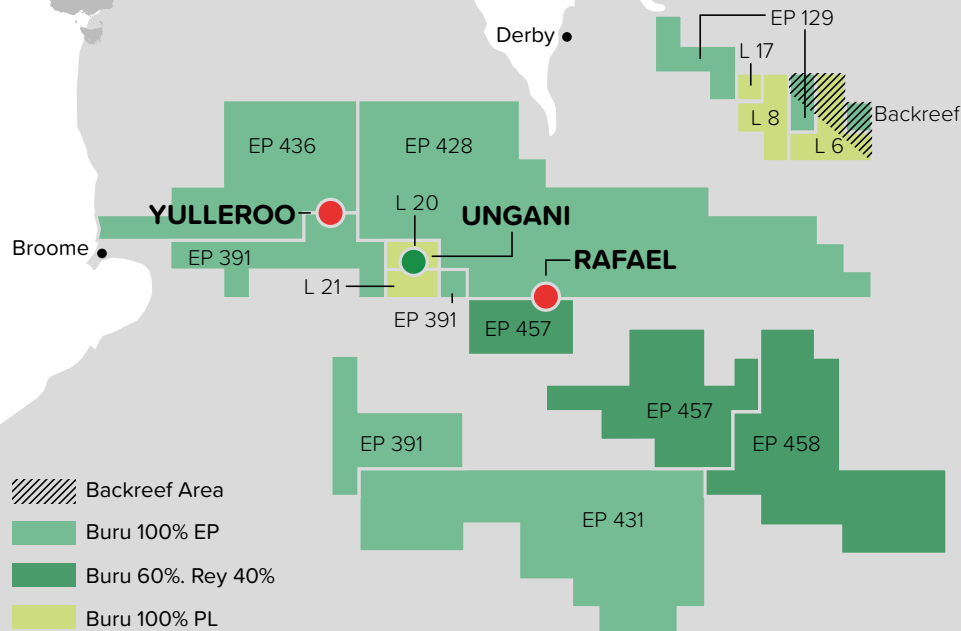 EP 129
Derby
L 17
Backreef
L 8
L 6
EP 436
EP 428
L 20
YULLEROO
UNGANI
Broome
EP 391
RAFAEL
L 21
EP 391
EP 457
EP 457
EP 391
EP 458
Backreef Area
EP 431
Buru 100% EP
Buru 60%. Rey 40%
Buru 100% PL